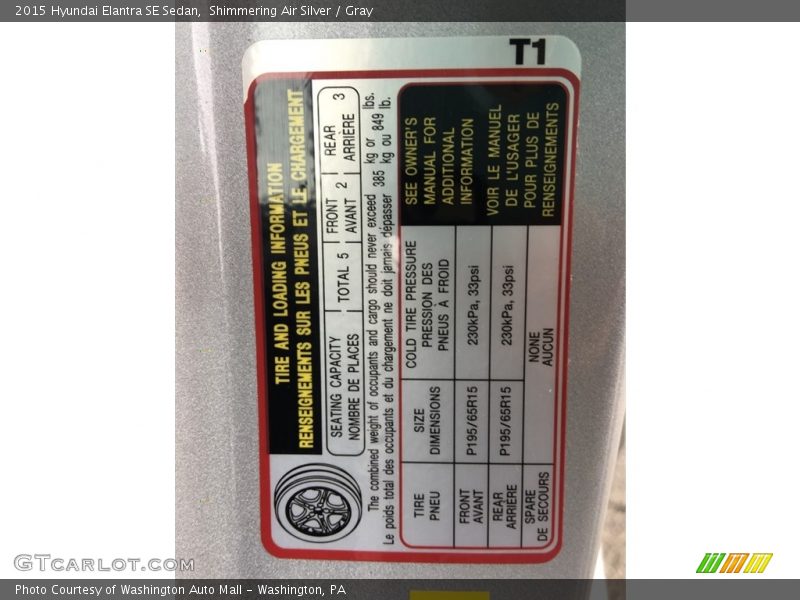 2015 Hyundai Elantra SE Sedan, Shimmering Air Silver / Gray
T1
TIRE AND LOADING INFORMATION
RENSEIGNEMENTS SUR LES PNEUS ET LE CHARGEMENT
SEATING CAPACITY TOTAL 5 FRONT 2 REAR 3
NOMBRE DE PLACES AVANT ARRIÈRE
The combined weight of occupants and cargo should never exceed 385 kg or 849 lbs.
Le poids total des occupants et du chargement ne doit jamais dépasser kg ou lb.
TIRE SIZE COLD TIRE PRESSURE
PNEU DIMENSIONS PRESSION DES
PNEUS À FROID
FRONT P195/65R15 230kPa, 33psi
AVANT
REAR P195/65R15 230kPa, 33psi
ARRIÈRE
SPARE NONE
DE SECOURS AUCUN
SEE OWNER'S
MANUAL FOR
ADDITIONAL
INFORMATION
VOIR LE MANUEL
DE L'USAGER
POUR PLUS DE
RENSEIGNEMENTS
GTcarlot.com
Photo Courtesy of Washington Auto Mall - Washington, PA